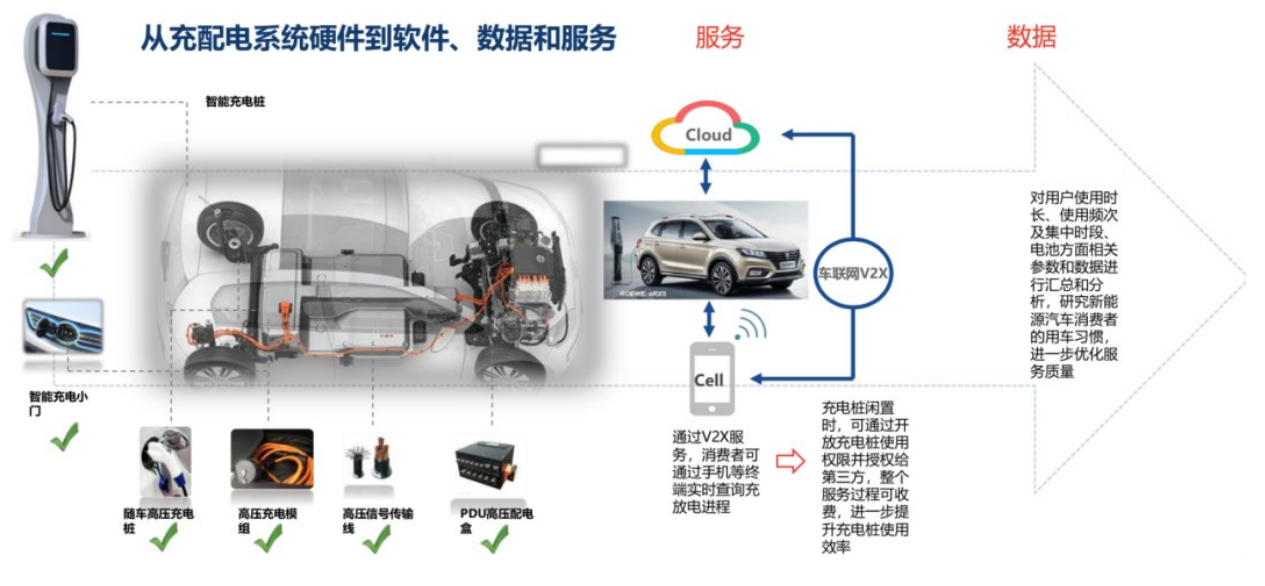 从充配电系统硬件到软件、数据和服务
服务
数据
智能充电桩
Cloud
车联网V2X
Cell
对用户使用时
长、使用频次
及集中时段、
电池方面相关
参数和数据进
行汇总和分
析，研究新能
源汽车消费者
的用车习惯，
进一步优化服
务质量
智能充电小
门
随车高压充电
桩
高压充电模
组
高压信号传输
线
PDU高压配电
盒
通过V2X服
务，消费者可
通过手机等终
端实时查询充
放电进程
充电桩闲置
时，可通过开
放充电桩使用
权限并授权给
第三方，整个
服务过程可收
费，进一步提
升充电桩使用
效率
ROEWE eRX5